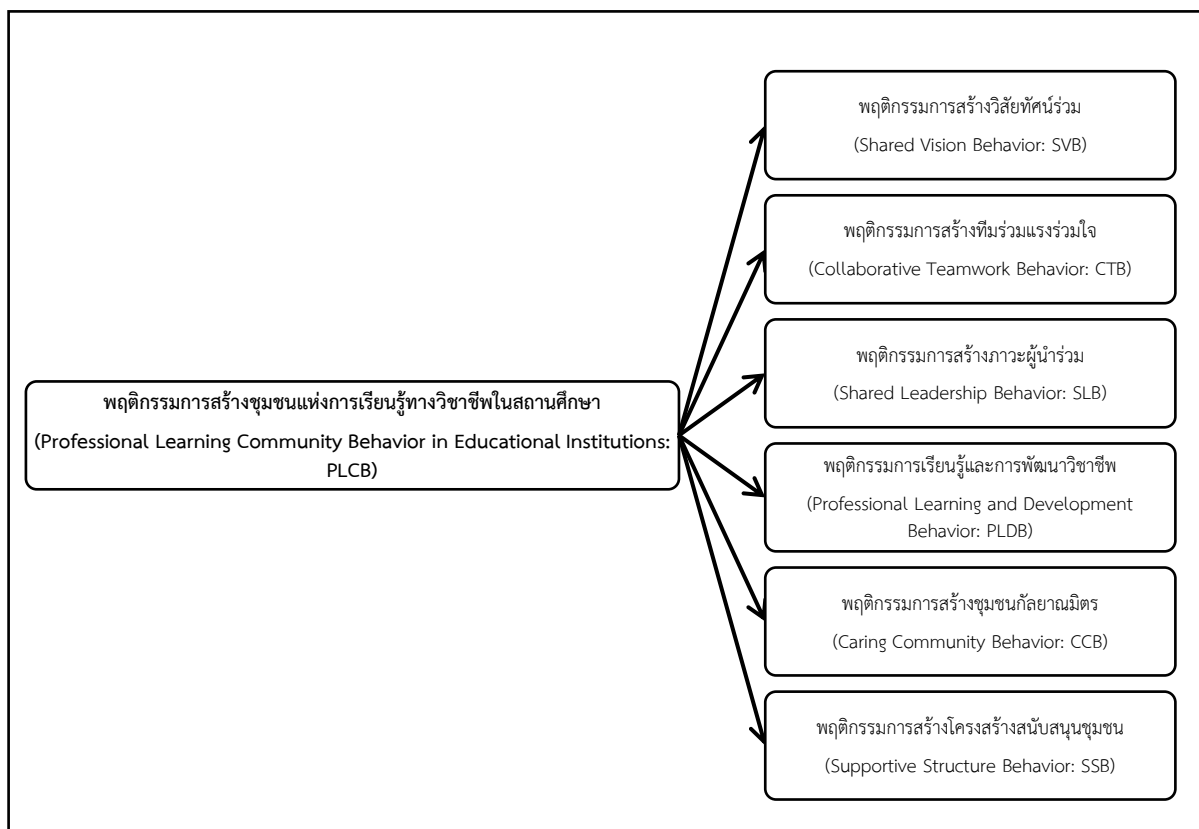 พฤติกรรมการสร้างวิสัยทัศน์ร่วม
(Shared Vision Behavior: SVB)
พฤติกรรมการสร้างทีมร่วมแรงร่วมใจ
(Collaborative Teamwork Behavior: CTB)
พฤติกรรมการสร้างภาวะผู้นำร่วม
(Shared Leadership Behavior: SLB)
พฤติกรรมการสร้างชุมชนแห่งการเรียนรู้ทางวิชาชีพในสถานศึกษา
(Professional Learning Community Behavior in Educational Institutions:
PLCB)
พฤติกรรมการเรียนรู้และการพัฒนาวิชาชีพ
(Professional Learning and Development
Behavior: PLDB)
พฤติกรรมการสร้างชุมชนกัลยาณมิตร
(Caring Community Behavior: CCB)
พฤติกรรมการสร้างโครงสร้างสนับสนุนชุมชน
(Supportive Structure Behavior: SSB)